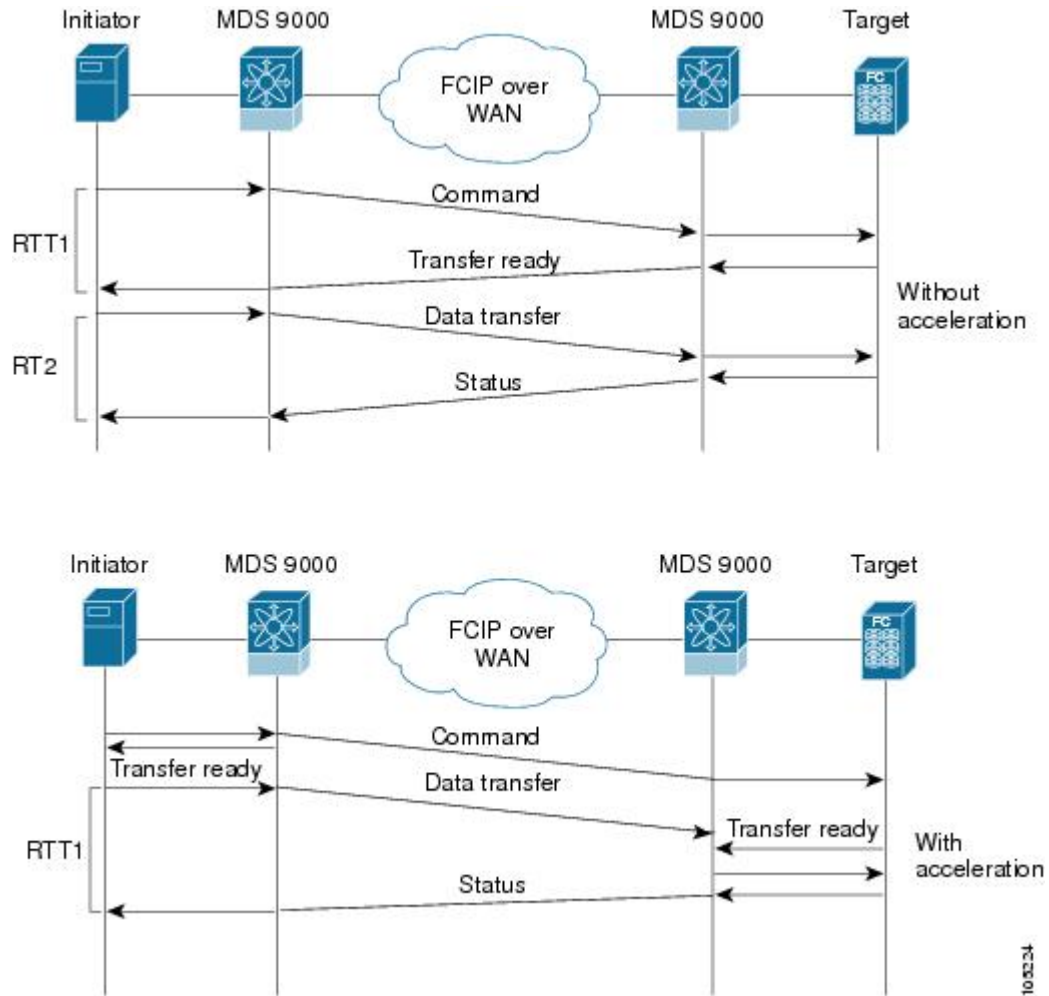 Initiator
MDS 9000
MDS 9000
Target
FCIP over
WAN
FC
Command
RTT1
Transfer ready
Without
acceleration
Data transfer
RT2
Status
Initiator
MDS 9000
MDS 9000
Target
FCIP over
WAN
FC
Command
Transfer ready
Data transfer
Transfer ready
With
acceleration
RTT1
Status
105224